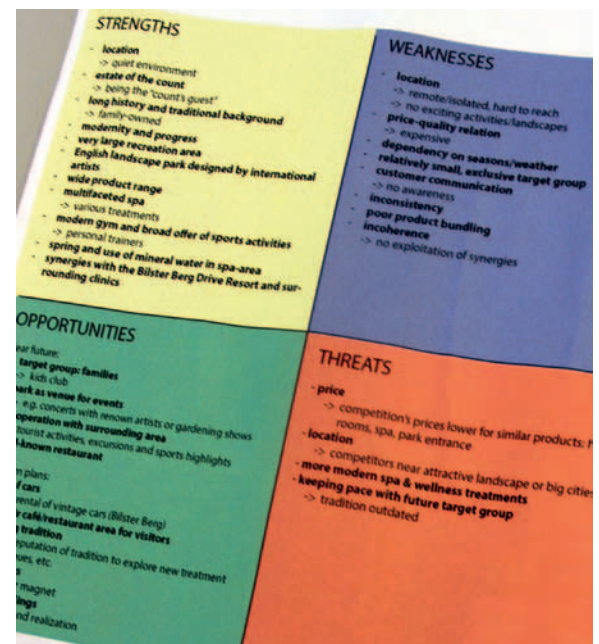 STRENGTHS
- location
-> quiet environment
- estate of the count
-> being the "count's guest"
- long history and traditional background
-> family-owned
- modernity and progress
- very large recreation area
- English landscape park designed by international
artists
- wide product range
- multifaceted spa
-> various treatments
- modern gym and broad offer of sports activities
-> personal trainers
- spring and use of mineral water in spa-area
- synergies with the Bilster Berg Drive Resort and sur-
rounding clinics
WEAKNESSES
- location
-> remote/isolated, hard to reach
-> no exciting activities/landscapes
- price-quality relation
-> expensive
- dependency on seasons/weather
- relatively small, exclusive target group
- customer communication
-> no awareness
- inconsistency
- poor product bundling
- incoherence
-> no exploitation of synergies
OPPORTUNITIES
future:
target group: families
-> kids club
as venue for events
e.g. concerts with renown artists or gardening shows
with surrounding area
tourist activities, excursions and sports highlights
restaurant
plans:
cars
rental of vintage cars (Bilster Berg)
café/restaurant area for visitors
tradition
of tradition to explore new treatment
etc.
magnet
and realization
THREATS
- price
-> competition's prices lower for similar products:
rooms, spa, park entrance
- location
-> competitors near attractive landscape or big cities
- more modern spa & wellness treatments
- keeping pace with future target group
-> tradition outdated